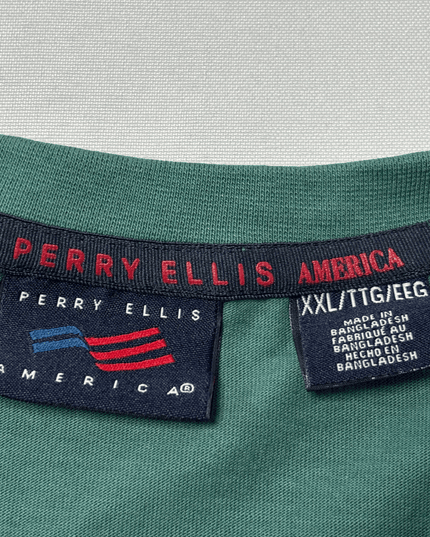 PERRY ELLIS AMERICA
PERRY ELLIS
AMERICA®
XXL/TTG/EEG
MADE IN
BANGLADESH
FABRIQUÉ AU
BANGLADESH
HECHO EN
BANGLADESH